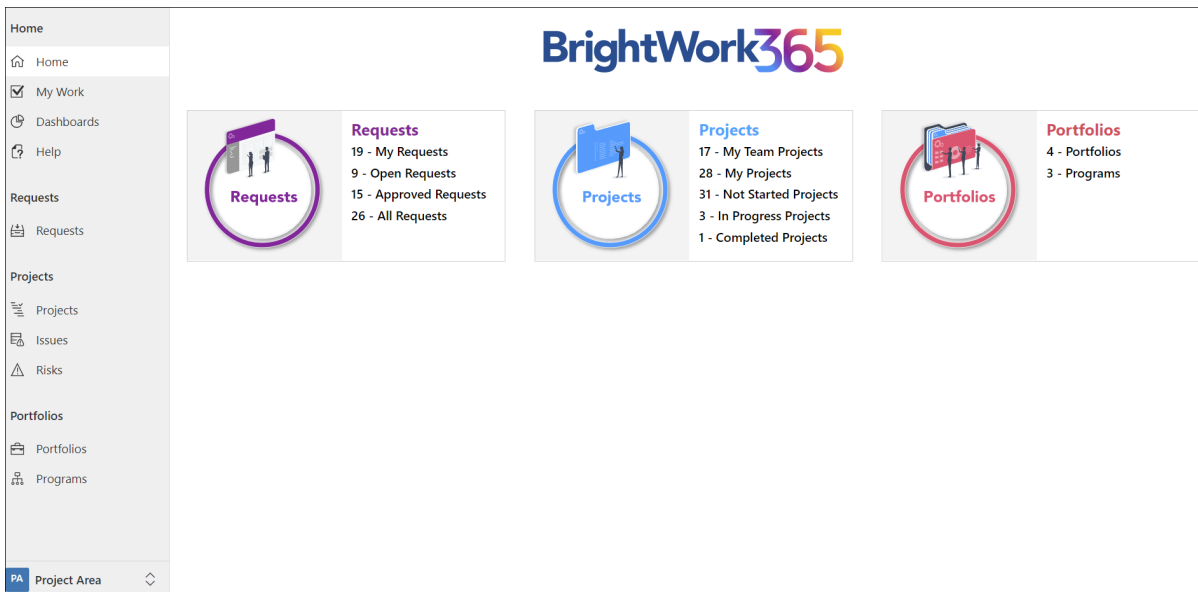 Home
Home
My Work
Dashboards
Help
Requests
Requests
Projects
Projects
Issues
Risks
Portfolios
Portfolios
Programs
PA Project Area
BrightWork365
Requests
Requests
19 - My Requests
9 - Open Requests
15 - Approved Requests
26 - All Requests
Projects
Projects
17 - My Team Projects
28 - My Projects
31 - Not Started Projects
3 - In Progress Projects
1 - Completed Projects
Portfolios
Portfolios
4 - Portfolios
3 - Programs